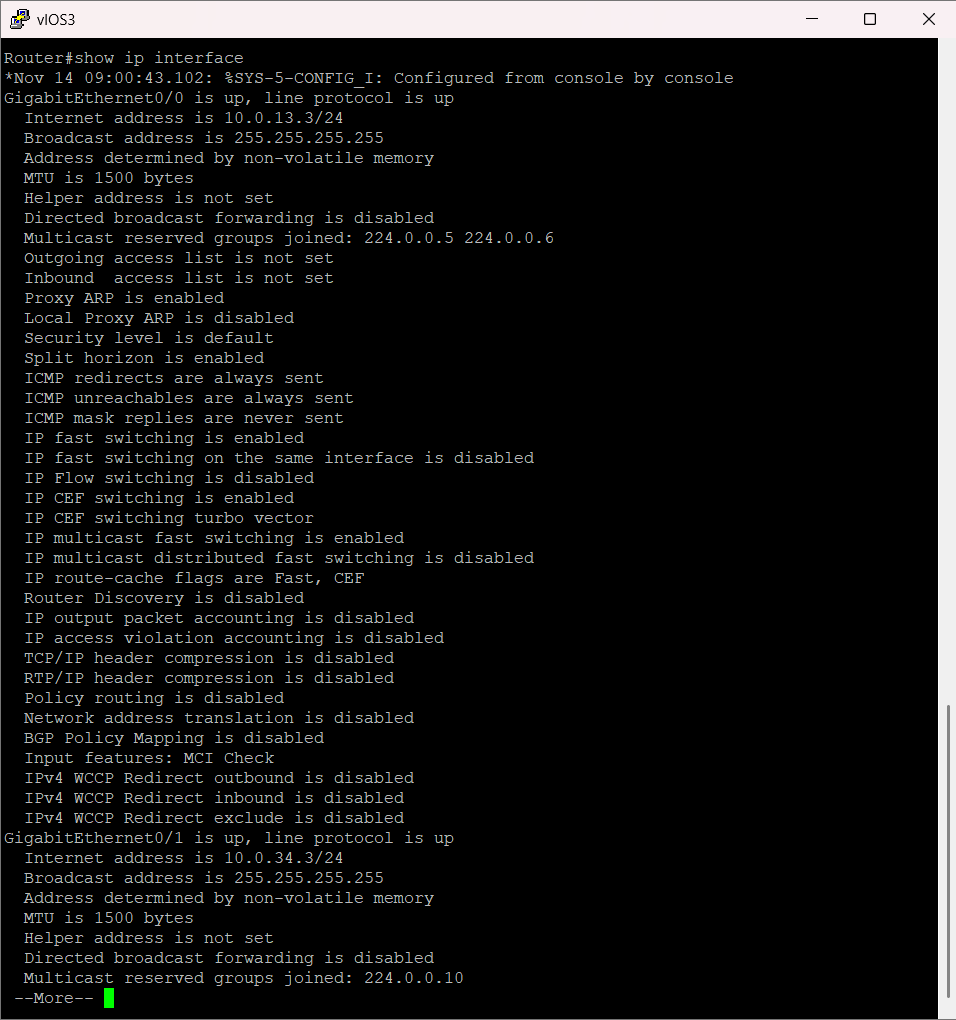 vIOS3
Router#show ip interface
*Nov 14 09:00:43.102: %SYS-5-CONFIG_I: Configured from console by console
GigabitEthernet0/0 is up, line protocol is up
  Internet address is 10.0.13.3/24
  Broadcast address is 255.255.255.255
  Address determined by non-volatile memory
  MTU is 1500 bytes
  Helper address is not set
  Directed broadcast forwarding is disabled
  Multicast reserved groups joined: 224.0.0.5 224.0.0.6
  Outgoing access list is not set
  Inbound  access list is not set
  Proxy ARP is enabled
  Local Proxy ARP is disabled
  Security level is default
  Split horizon is enabled
  ICMP redirects are always sent
  ICMP unreachables are always sent
  ICMP mask replies are never sent
  IP fast switching is enabled
  IP fast switching on the same interface is disabled
  IP Flow switching is disabled
  IP CEF switching is enabled
  IP CEF switching turbo vector
  IP multicast fast switching is enabled
  IP multicast distributed fast switching is disabled
  IP route-cache flags are Fast, CEF
  Router Discovery is disabled
  IP output packet accounting is disabled
  IP access violation accounting is disabled
  TCP/IP header compression is disabled
  RTP/IP header compression is disabled
  Policy routing is disabled
  Network address translation is disabled
  BGP Policy Mapping is disabled
  Input features: MCI Check
  IPv4 WCCP Redirect outbound is disabled
  IPv4 WCCP Redirect inbound is disabled
  IPv4 WCCP Redirect exclude is disabled
GigabitEthernet0/1 is up, line protocol is up
  Internet address is 10.0.34.3/24
  Broadcast address is 255.255.255.255
  Address determined by non-volatile memory
  MTU is 1500 bytes
  Helper address is not set
  Directed broadcast forwarding is disabled
  Multicast reserved groups joined: 224.0.0.10
 --More--